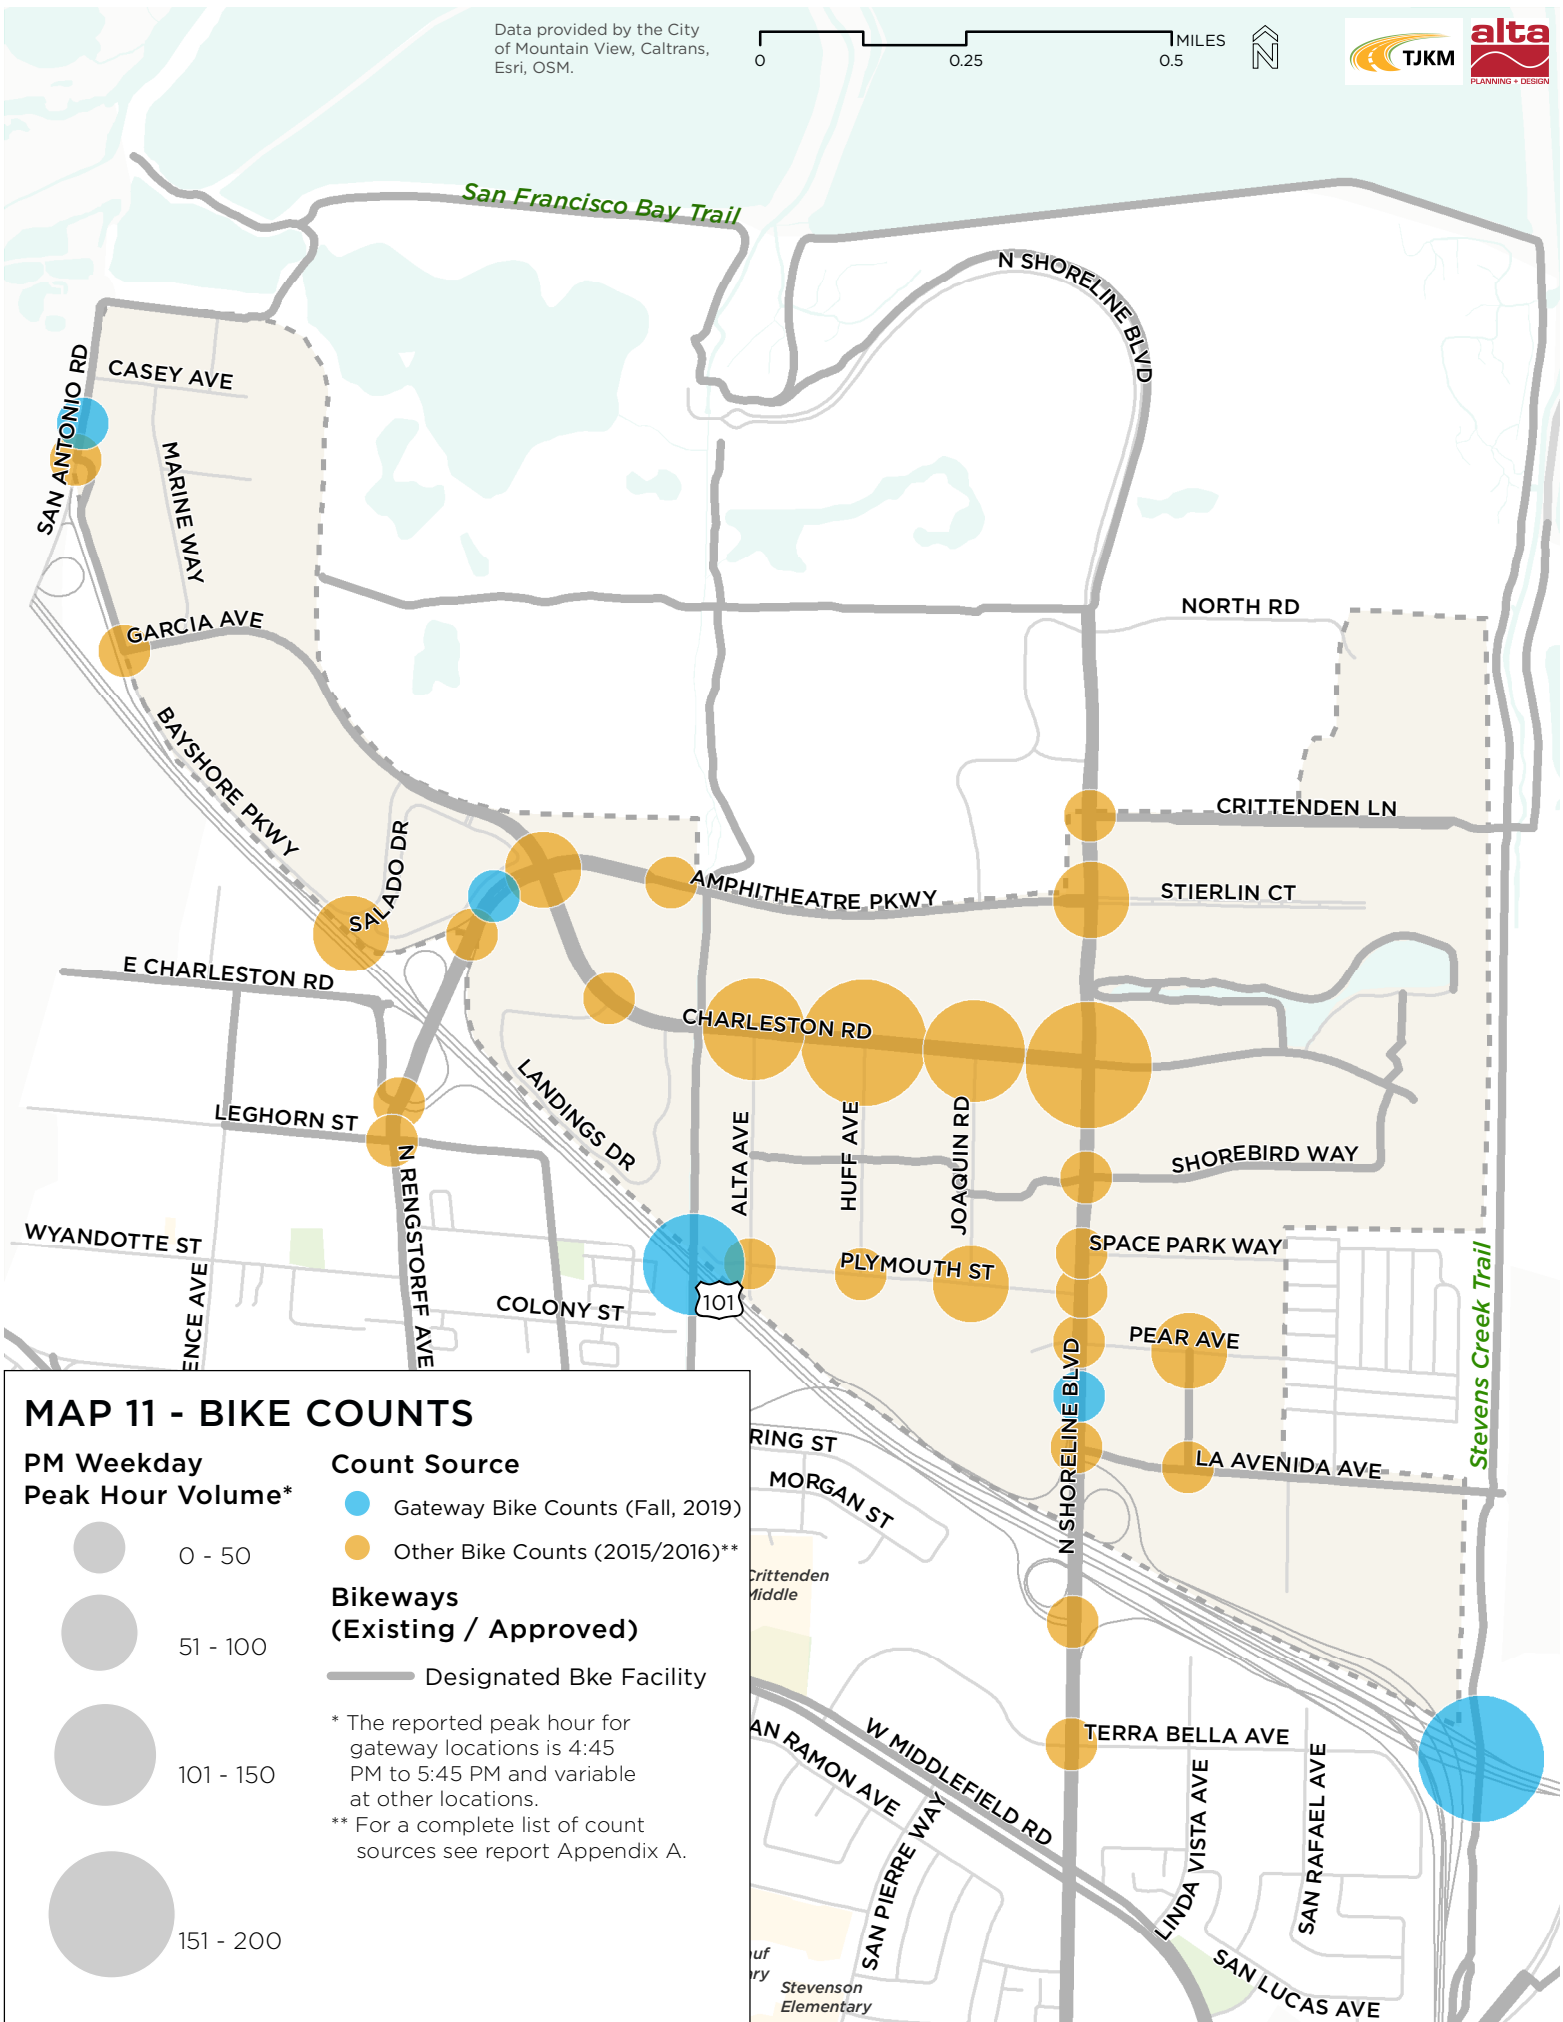 Data provided by the City
of Mountain View, Caltrans,
Esri, OSM.
0
0.25
0.5
MILES
N
TJKM
alta
PLANNING + DESIGN
San Francisco Bay Trail
N SHORELINE BLVD
SAN ANTONIO RD
CASEY AVE
MARINE WAY
GARCIA AVE
NORTH RD
BAYSHORE PKWY
SALADO DR
CRITTENDEN LN
AMPHITHEATRE PKWY
STIERLIN CT
E CHARLESTON RD
CHARLESTON RD
LANDINGS DR
LEGHORN ST
ALTA AVE
HUFF AVE
JOAQUIN RD
SHOREBIRD WAY
N RENGSTORFF AVE
WYANDOTTE ST
SPACE PARK WAY
PLYMOUTH ST
Stevens Creek Trail
ENCE AVE
COLONY ST
101
PEAR AVE
N SHORELINE BLVD
LA AVENIDA AVE
RING ST
MORGAN ST
Crittenden
Middle
TERRA BELLA AVE
W MIDDLEFIELD RD
AN RAMON AVE
SAN PIERRE WAY
LINDA VISTA AVE
SAN RAFAEL AVE
SAN LUCAS AVE
uf
ry
Stevenson
Elementary
MAP 11 - BIKE COUNTS
PM Weekday
Peak Hour Volume*
0 - 50
51 - 100
101 - 150
151 - 200
Count Source
Gateway Bike Counts (Fall, 2019)
Other Bike Counts (2015/2016)**
Bikeways
(Existing / Approved)
Designated Bke Facility
* The reported peak hour for
gateway locations is 4:45
PM to 5:45 PM and variable
at other locations.
** For a complete list of count
sources see report Appendix A.